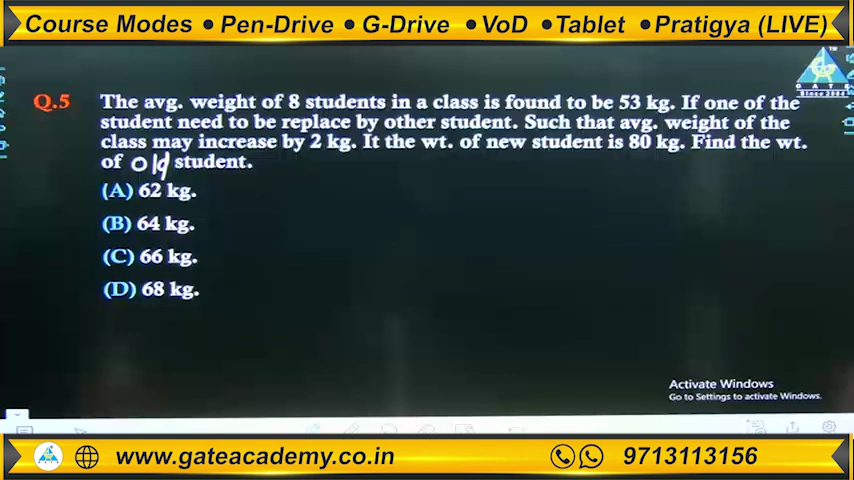 Course Modes • Pen-Drive • G-Drive • VoD • Tablet • Pratigya (LIVE)
GATE
Since 2004
Q.5 The avg. weight of 8 students in a class is found to be 53 kg. If one of the
student need to be replace by other student. Such that avg. weight of the
class may increase by 2 kg. It the wt. of new student is 80 kg. Find the wt.
of old student.
(A) 62 kg.
(B) 64 kg.
(C) 66 kg.
(D) 68 kg.
Activate Windows
Go to Settings to activate Windows.
www.gateacademy.co.in 9713113156